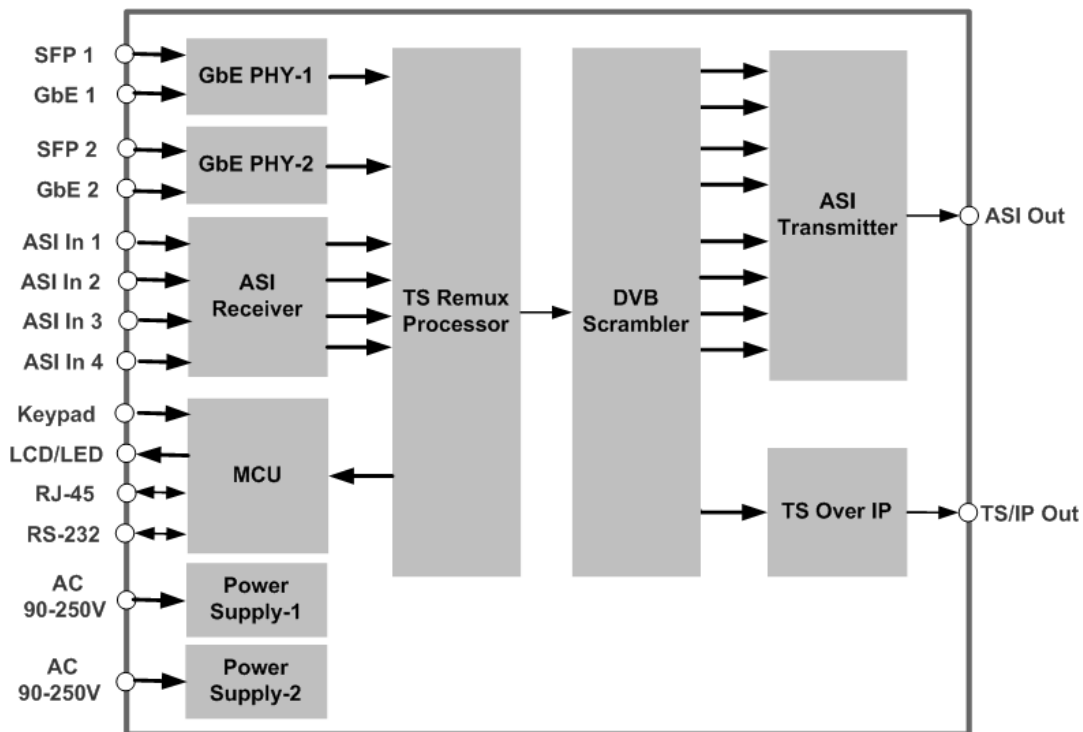 SFP 1
GbE 1
SFP 2
GbE 2
ASI In 1
ASI In 2
ASI In 3
ASI In 4
Keypad
LCD/LED
RJ-45
RS-232
AC
90-250V
AC
90-250V
GbE PHY-1
GbE PHY-2
ASI
Receiver
MCU
Power
Supply-1
Power
Supply-2
TS Remux
Processor
DVB
Scrambler
ASI
Transmitter
TS Over IP
ASI Out
TS/IP Out